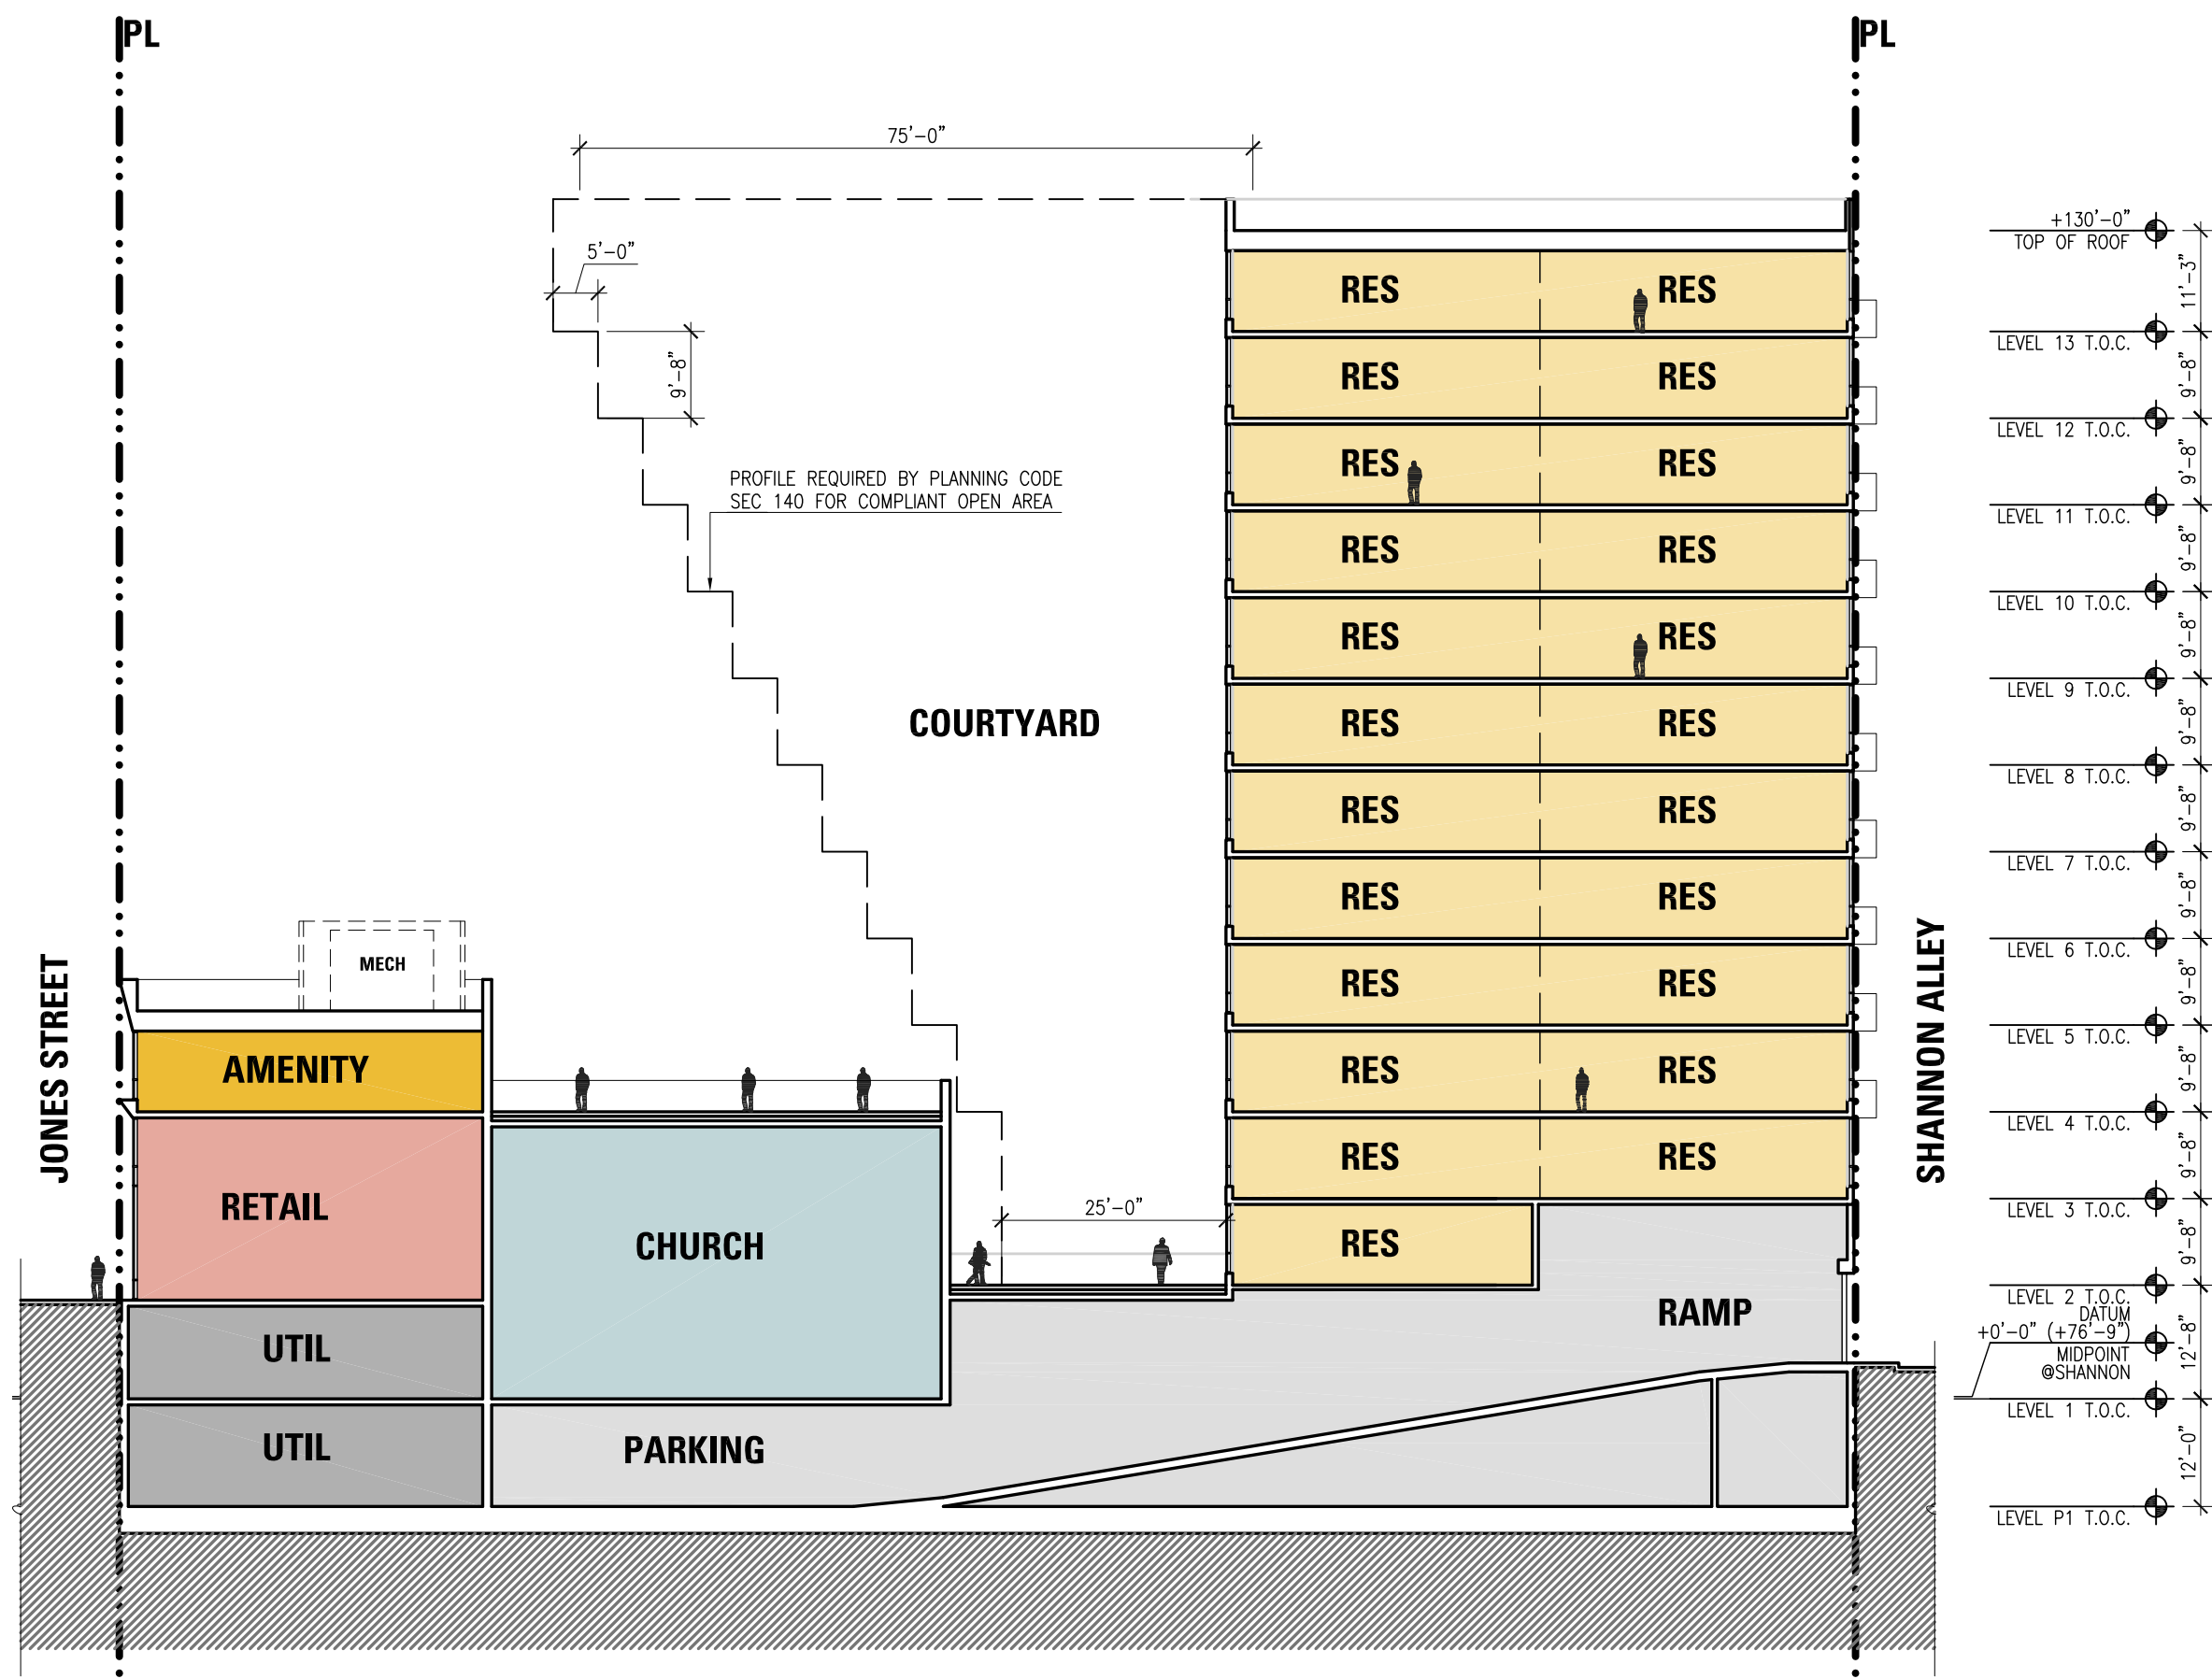 PL
PL
75'-0"
5'-0"
9'-8"
PROFILE REQUIRED BY PLANNING CODE
SEC 140 FOR COMPLIANT OPEN AREA
COURTYARD
25'-0"
MECH
AMENITY
RETAIL
CHURCH
UTIL
UTIL
PARKING
RAMP
JONES STREET
SHANNON ALLEY
RES RES
RES RES
RES RES
RES RES
RES RES
RES RES
RES RES
RES RES
RES RES
RES RES
RES RES
RES
+130'-0"
TOP OF ROOF
11'-3"
LEVEL 13 T.O.C.
9'-8"
LEVEL 12 T.O.C.
9'-8"
LEVEL 11 T.O.C.
9'-8"
LEVEL 10 T.O.C.
9'-8"
LEVEL 9 T.O.C.
9'-8"
LEVEL 8 T.O.C.
9'-8"
LEVEL 7 T.O.C.
9'-8"
LEVEL 6 T.O.C.
9'-8"
LEVEL 5 T.O.C.
9'-8"
LEVEL 4 T.O.C.
9'-8"
LEVEL 3 T.O.C.
9'-8"
LEVEL 2 T.O.C.
DATUM
+0'-0" (+76'-9")
MIDPOINT
@SHANNON
12'-8"
LEVEL 1 T.O.C.
12'-0"
LEVEL P1 T.O.C.